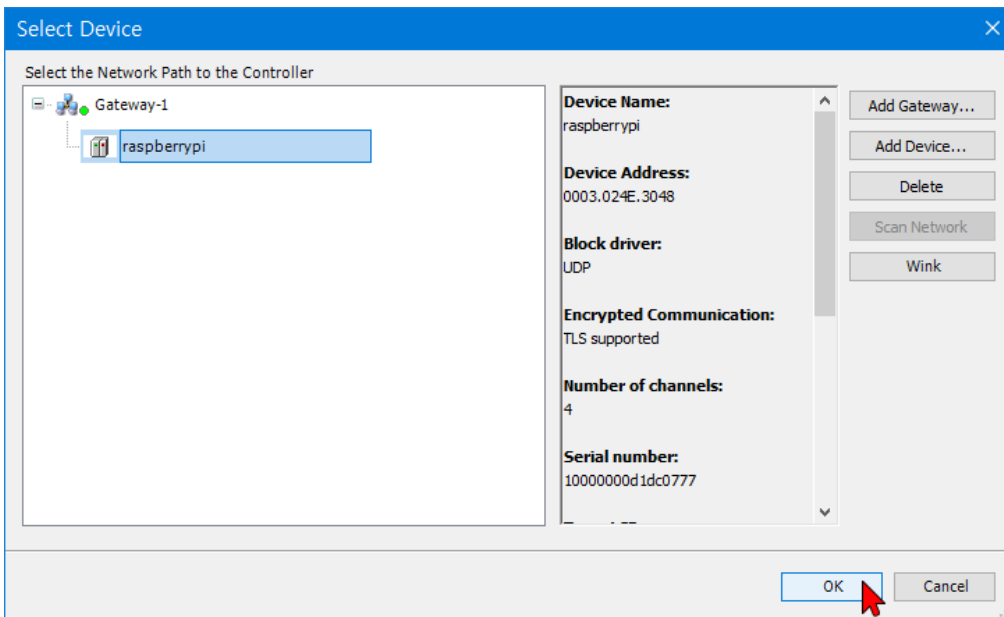 Select Device
Select the Network Path to the Controller
Gateway-1
raspberrypi
Device Name:
raspberrypi
Device Address:
0003.024E.3048
Block driver:
UDP
Encrypted Communication:
TLS supported
Number of channels:
4
Serial number:
10000000d1dc0777
Add Gateway...
Add Device...
Delete
Scan Network
Wink
OK
Cancel